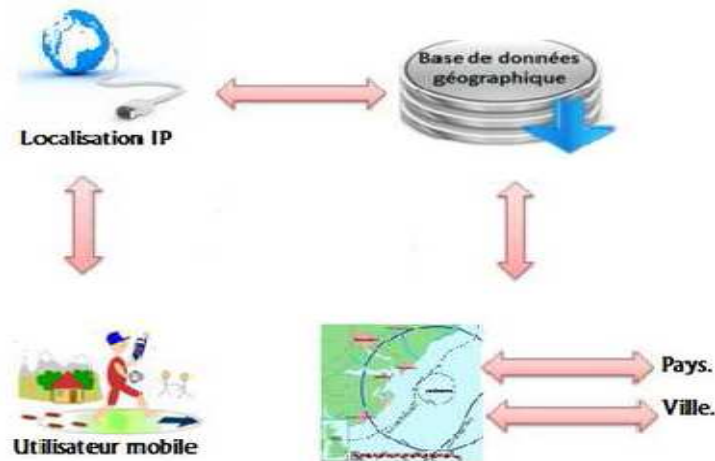 Base de données
géographique
Localisation IP
Pays.
Ville.
Utilisateur mobile